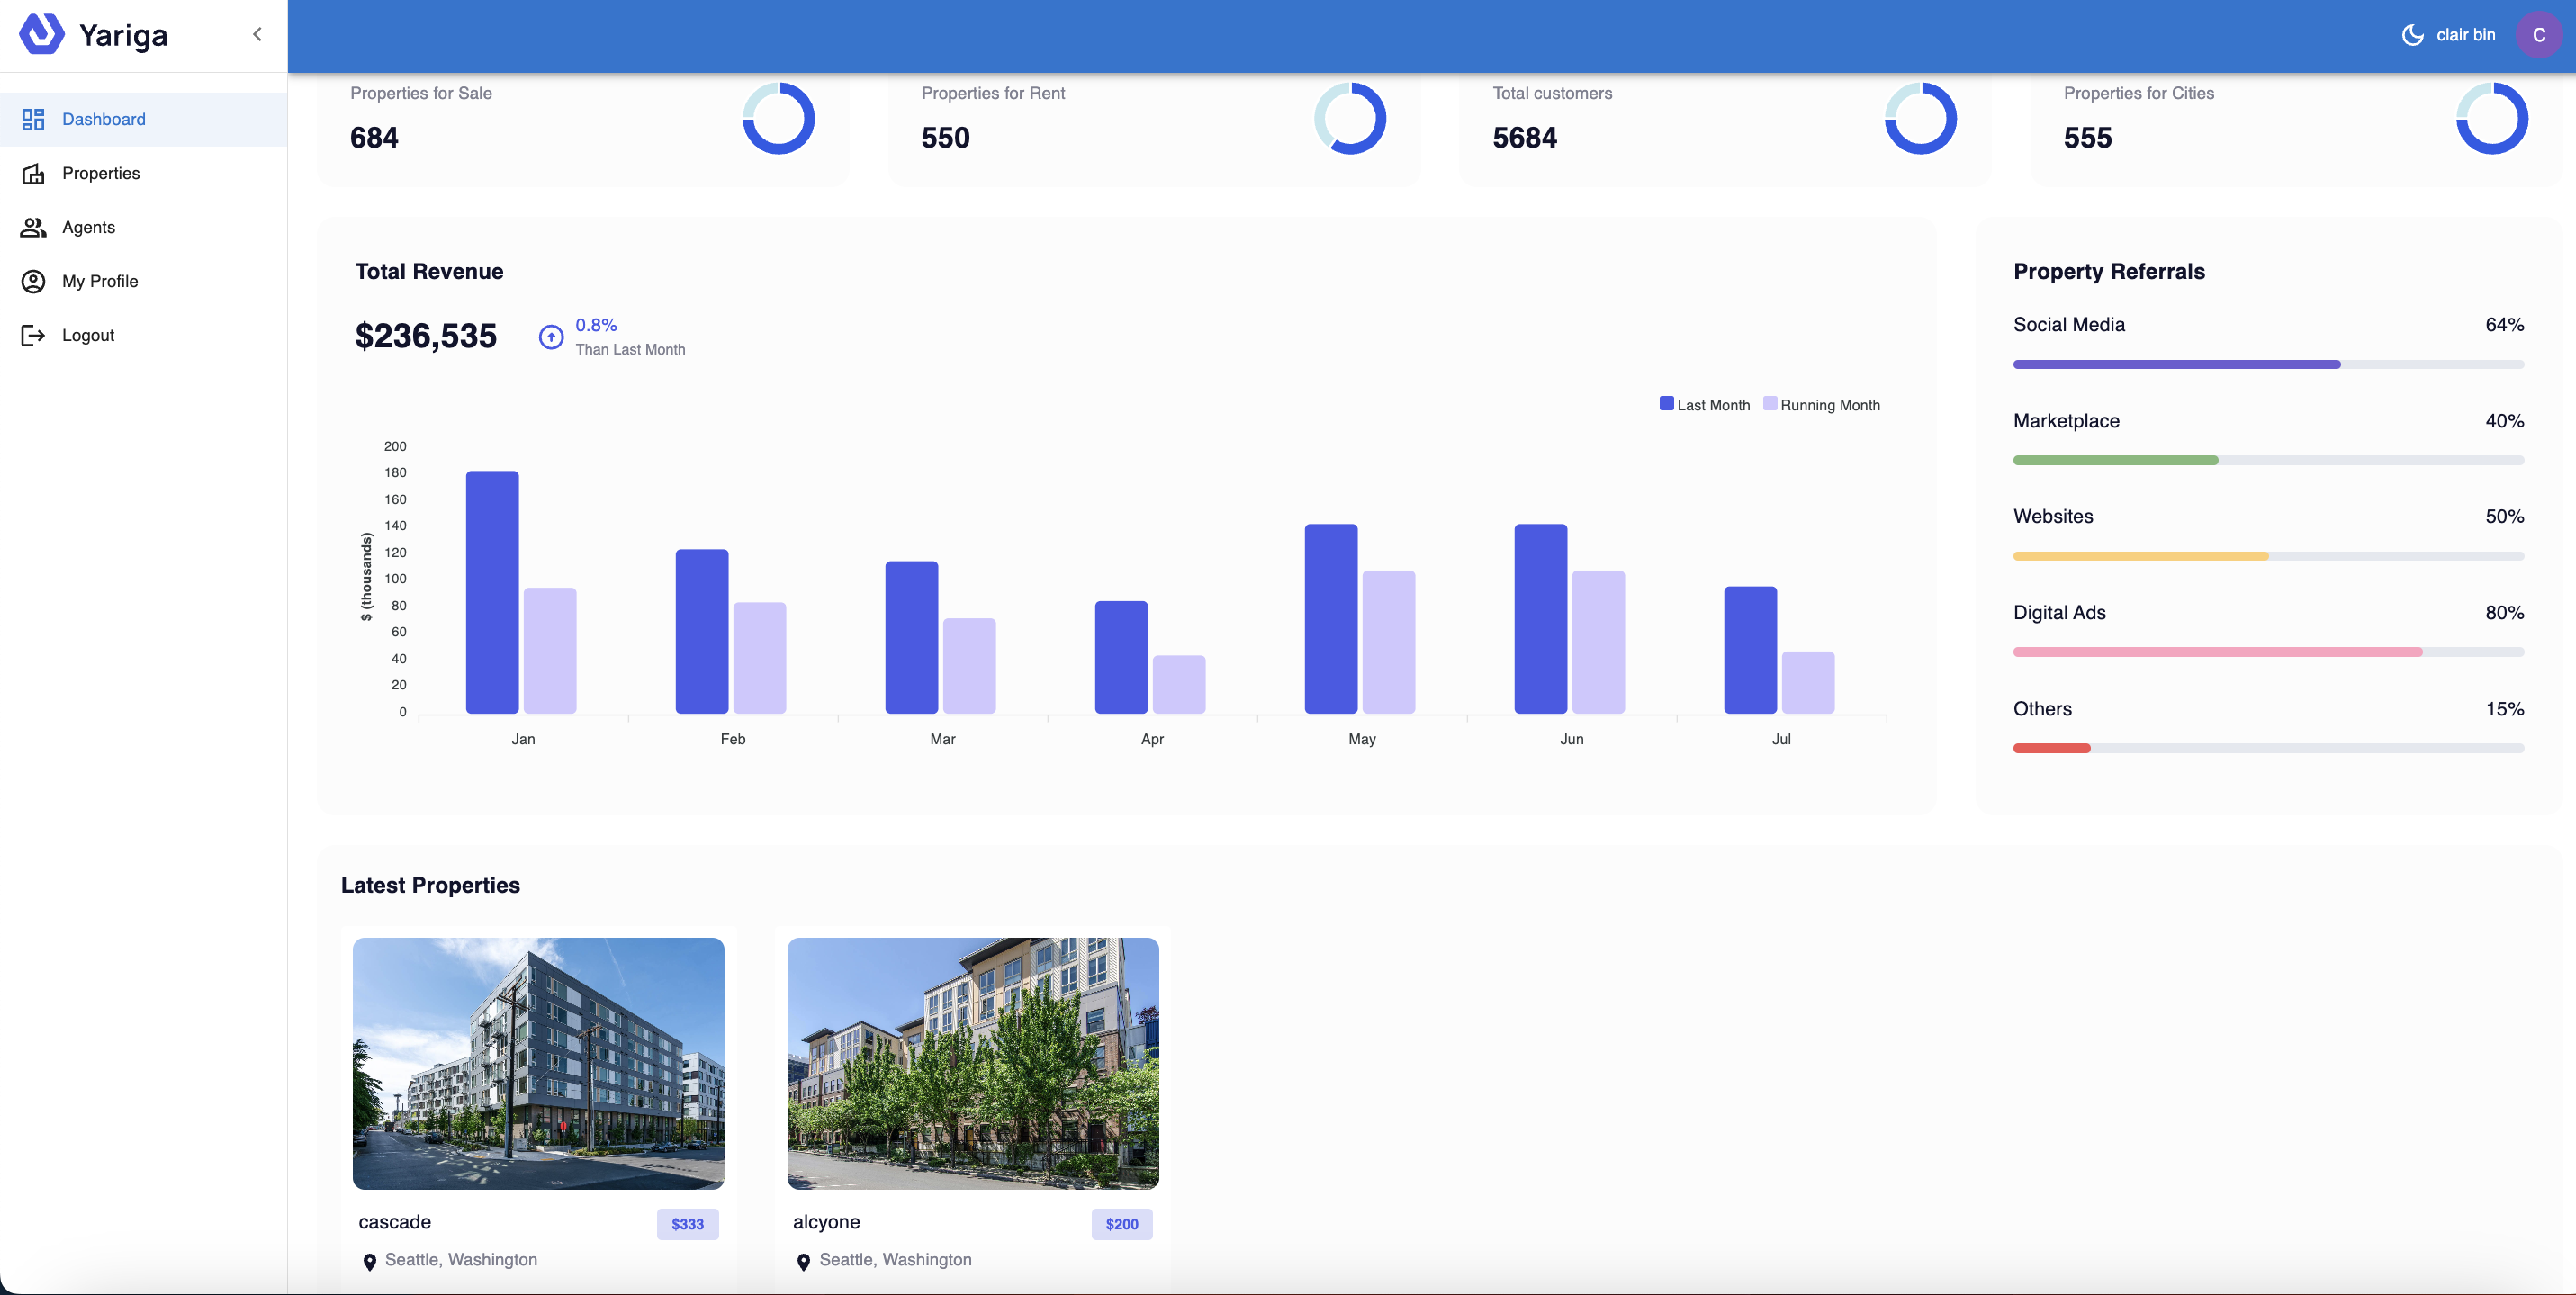 Yariga
clair bin
C
Dashboard
Properties
Agents
My Profile
Logout
Properties for Sale
684
Properties for Rent
550
Total customers
5684
Properties for Cities
555
Total Revenue
$236,535
0.8%
Than Last Month
Last Month
Running Month
200
180
160
140
120
100
80
60
40
20
0
$ (thousands)
Jan
Feb
Mar
Apr
May
Jun
Jul
Property Referrals
Social Media 64%
Marketplace 40%
Websites 50%
Digital Ads 80%
Others 15%
Latest Properties
cascade
$333
Seattle, Washington
alcyone
$200
Seattle, Washington